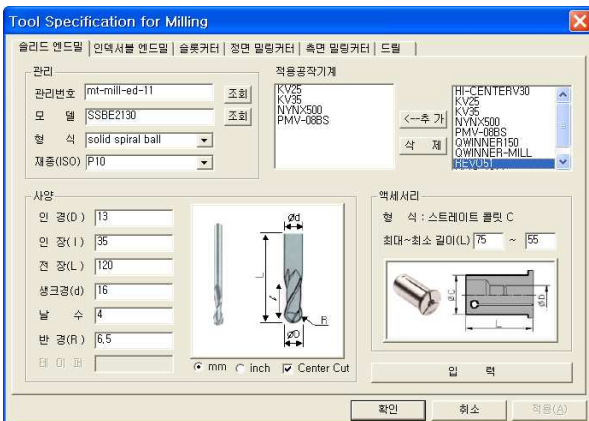 Tool Specification for Milling
솔리드 엔드밀 인덱서블 엔드밀 슬롯커터 정면 밀링커터 측면 밀링커터 드릴
관리
관리번호 mt-mill-ed-11 조회
모 델 SSBE2130 조회
형 식 solid spiral ball
재종(ISO) P10
적용공작기계
KV25
KV35
NYNX500
PMV-08BS
<--추 가
삭 제
HI-CENTERV30
KV25
KV35
NYNX500
PMV-08BS
QWINNER150
QWINNER-MILL
REVO51
사양
인 경(D) 13
인 장(l) 35
전 장(L) 120
생크경(d) 16
날 수 4
반 경(R) 6,5
테 이 퍼
Ød
L
ℓ
R
ØD
mm inch Center Cut
액세서리
형 식 : 스트레이트 콜릿 C
최대~최소 길이(L) 75 ~ 55
ØC
ØD
L
입 력
확인 취소 적용(A)